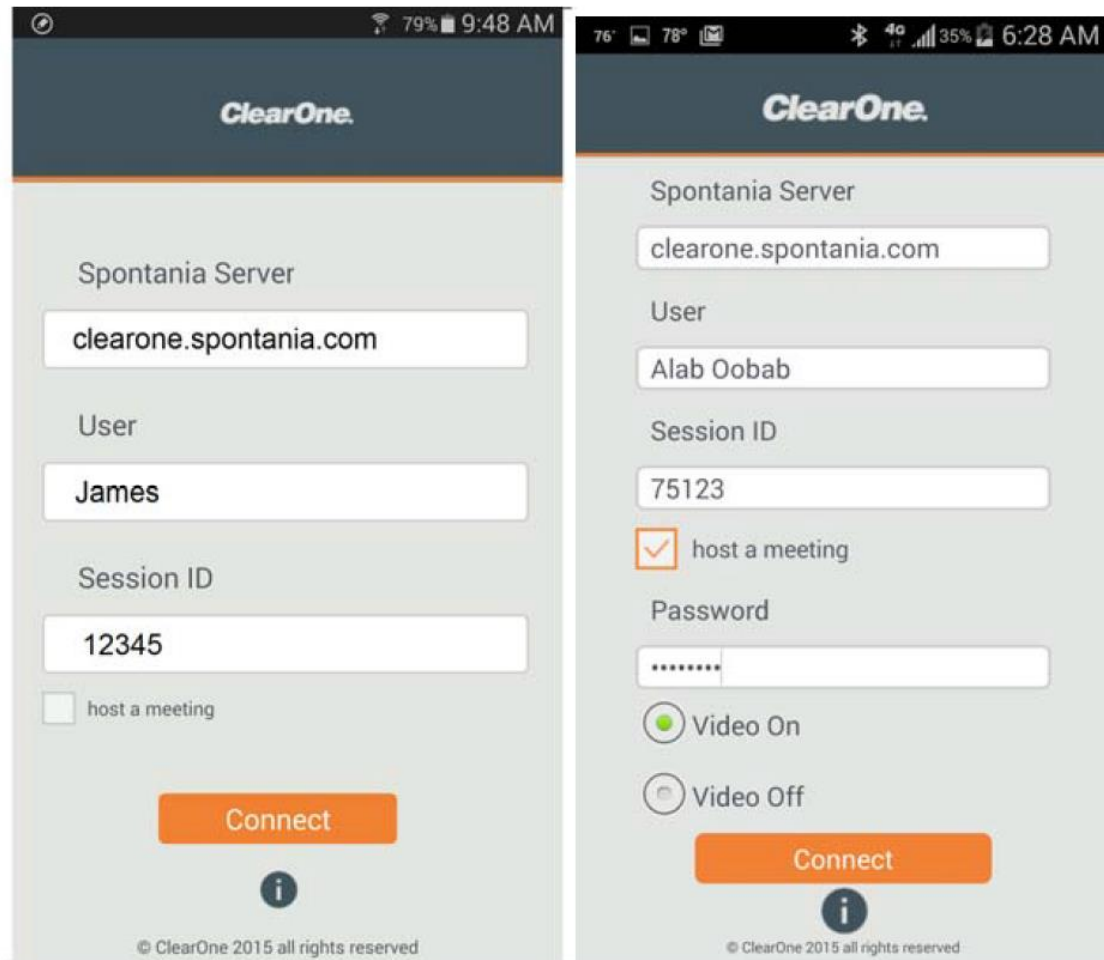 79% 9:48 AM
ClearOne.
Spontania Server
clearone.spontania.com
User
James
Session ID
12345
host a meeting
Connect
i
© ClearOne 2015 all rights reserved
76° 78° 4G 35% 6:28 AM
ClearOne.
Spontania Server
clearone.spontania.com
User
Alab Oobab
Session ID
75123
host a meeting
Password
••••••••
Video On
Video Off
Connect
i
© ClearOne 2015 all rights reserved